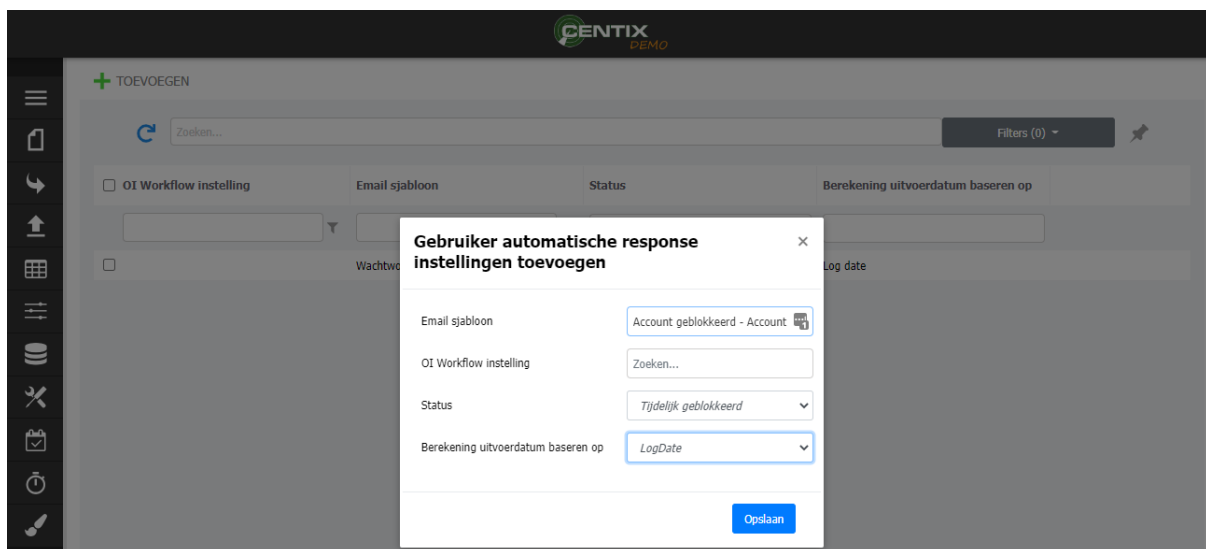 CENTIX
DEMO
TOEVOEGEN
Zoeken...
Filters (0)
OI Workflow instelling
Email sjabloon
Status
Berekening uitvoerdatum baseren op
Wachtwo
Log date
Gebruiker automatische response
instellingen toevoegen
×
Email sjabloon
Account geblokkeerd - Account
1
OI Workflow instelling
Zoeken...
Status
Tijdelijk geblokkeerd
Berekening uitvoerdatum baseren op
LogDate
Opslaan